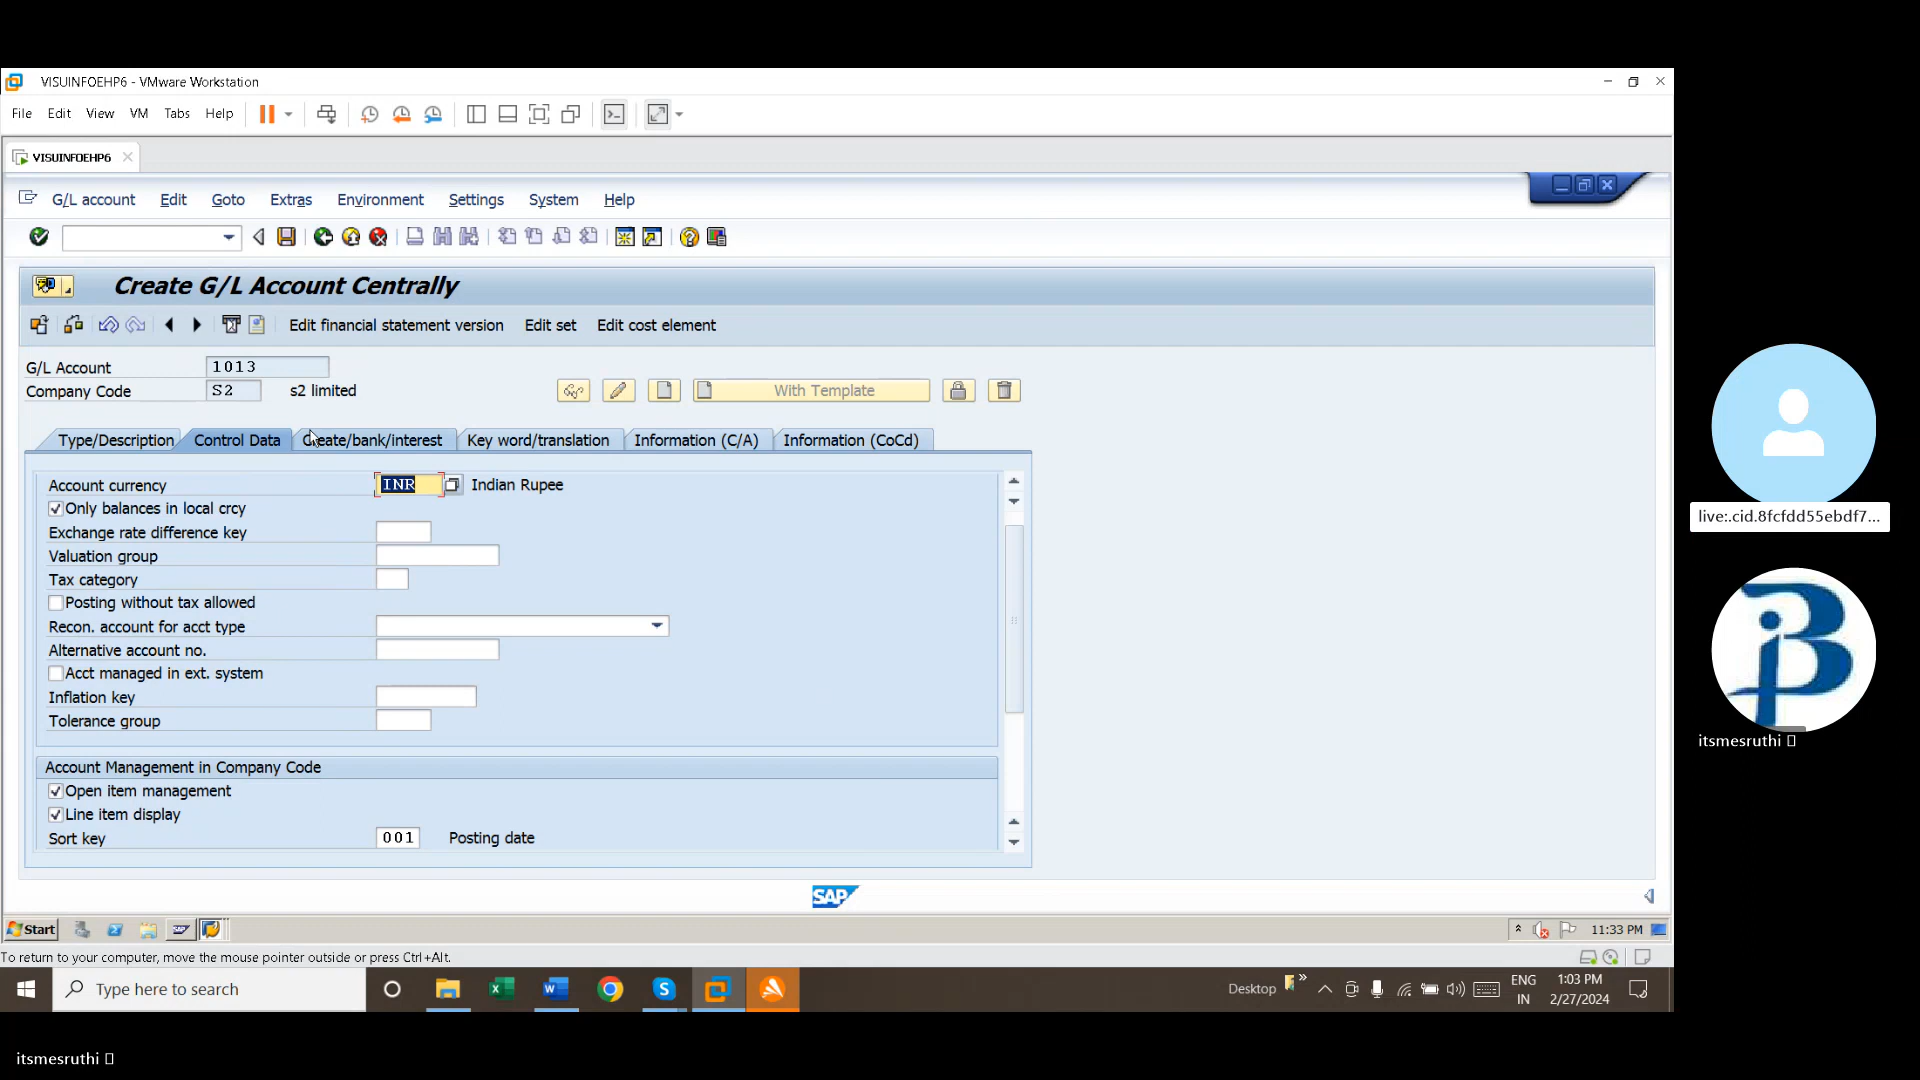 VISUINFOEHP6 - VMware Workstation
File Edit View VM Tabs Help
VISUINFOEHP6
G/L account Edit Goto Extras Environment Settings System Help
Create G/L Account Centrally
Edit financial statement version Edit set Edit cost element
G/L Account 1013
Company Code S2 s2 limited
With Template
Type/Description Control Data Create/bank/interest Key word/translation Information (C/A) Information (CoCd)
Account currency INR Indian Rupee
Only balances in local crcy
Exchange rate difference key
Valuation group
Tax category
Posting without tax allowed
Recon. account for acct type
Alternative account no.
Acct managed in ext. system
Inflation key
Tolerance group
Account Management in Company Code
Open item management
Line item display
Sort key 001 Posting date
SAP
Start 11:33 PM
To return to your computer, move the mouse pointer outside or press Ctrl+Alt.
Type here to search
Desktop
ENG
IN
1:03 PM
2/27/2024
live:.cid.8fcfdd55ebdf7...
itsmesruthi
itsmesruthi